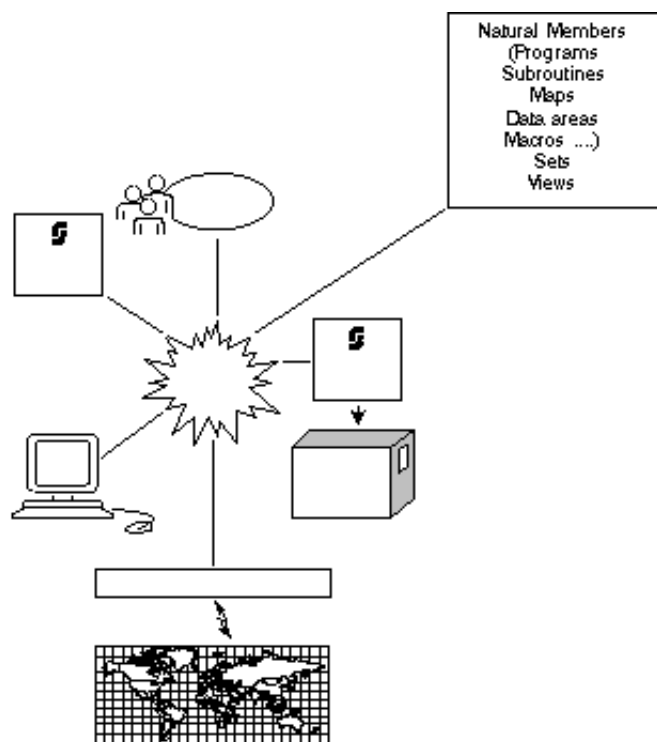 Natural Members
(Programs
Subroutines
Maps
Data areas
Macros ....)
Sets
Views